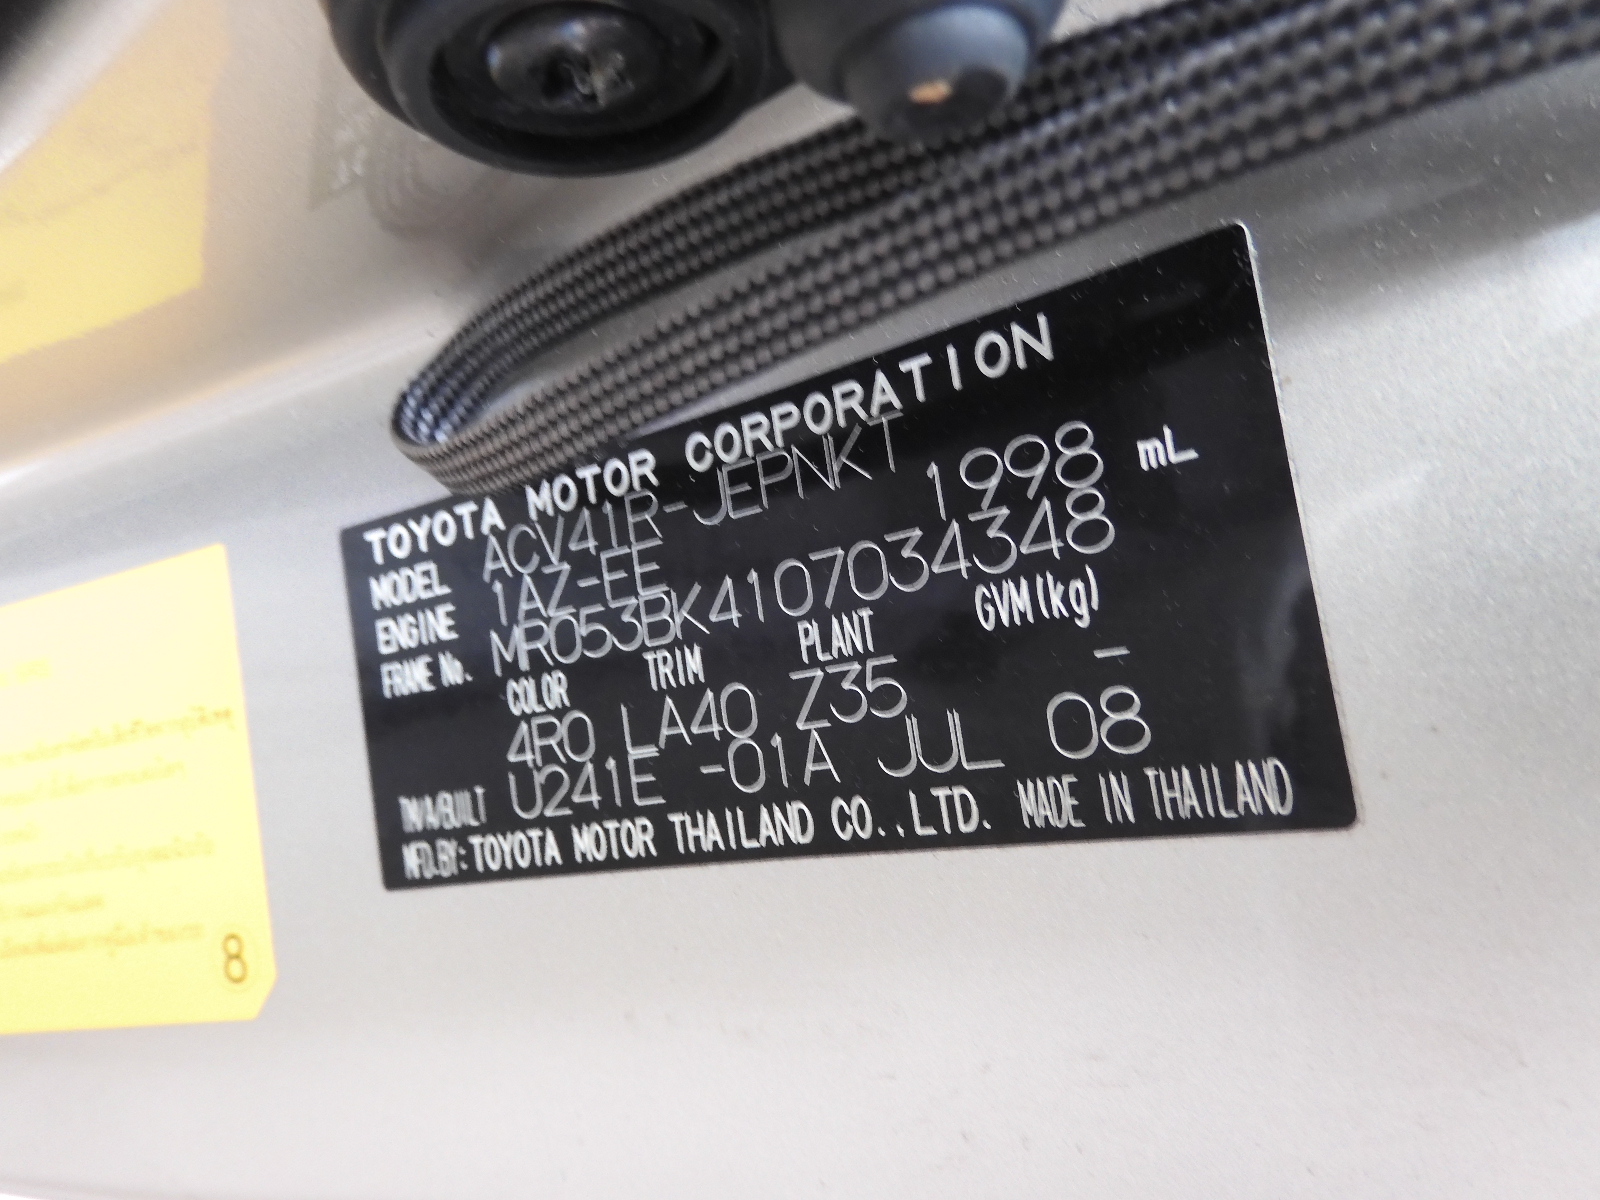 TOYOTA MOTOR CORPORATION
MODEL ACV41R-JEPNKT
ENGINE 1AZ-FE 1998 mL
FRAME No. MR053BK4107034348
COLOR TRIM PLANT GVM(kg)
4R0 LA40 Z35 -
TM/A/BUILT U241E -01A JUL 08
MFD.BY:TOYOTA MOTOR THAILAND CO.,LTD. MADE IN THAILAND
8